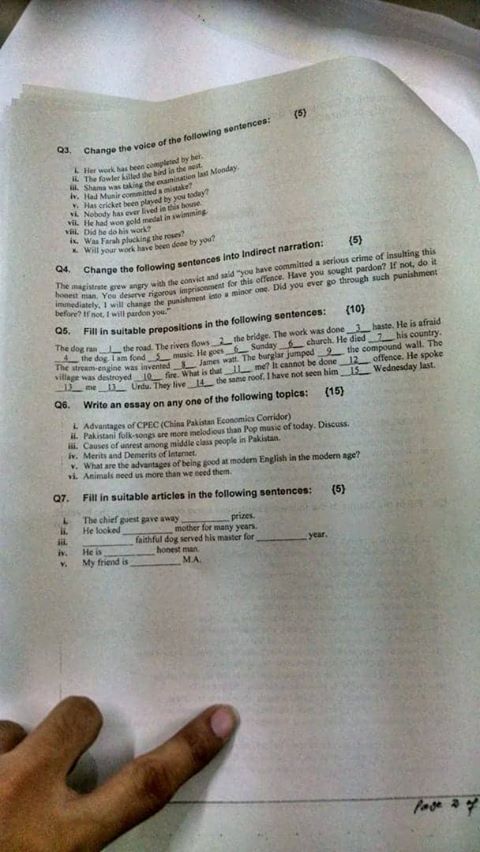 Q3. Change the voice of the following sentences: {5}
i. Her work has been completed by her.
ii. The fowler killed the bird in the nest.
iii. Shama was taking the examination last Monday.
iv. Had Munir committed a mistake?
v. Has cricket been played by you today?
vi. Nobody has ever lived in this house.
vii. He had won gold medal in swimming.
viii. Did he do his work?
ix. Was Farah plucking the roses?
x. Will your work have been done by you?
Q4. Change the following sentences into Indirect narration: {5}
The magistrate grew angry with the convict and said "you have committed a serious crime of insulting this
honest man. You deserve rigorous imprisonment for this offence. Have you sought pardon? If not, do it
immediately, I will change the punishment into a minor one. Did you ever go through such punishment
before? If not, I will pardon you."
Q5. Fill in suitable prepositions in the following sentences: {10}
The dog ran __1__ the road. The rivers flows __2__ the bridge. The work was done __3__ haste. He is afraid
__4__ the dog. I am fond __5__ music. He goes __6__ Sunday __6__ church. He died __7__ his country.
The stream-engine was invented __8__ James watt. The burglar jumped __9__ the compound wall. The
village was destroyed __10__ fire. What is that __11__ me? It cannot be done __12__ offence. He spoke
__13__ me __13__ Urdu. They live __14__ the same roof. I have not seen him __15__ Wednesday last.
Q6. Write an essay on any one of the following topics: {15}
i. Advantages of CPEC (China Pakistan Economics Corridor)
ii. Pakistani folk-songs are more melodious than Pop music of today. Discuss.
iii. Causes of unrest among middle class people in Pakistan.
iv. Merits and Demerits of Internet.
v. What are the advantages of being good at modern English in the modern age?
vi. Animals need us more than we need them.
Q7. Fill in suitable articles in the following sentences: {5}
i. The chief guest gave away ________ prizes.
ii. He looked ________ mother for many years.
iii. ________ faithful dog served his master for ________ year.
iv. He is ________ honest man.
v. My friend is ________ M.A.
Page 2 of